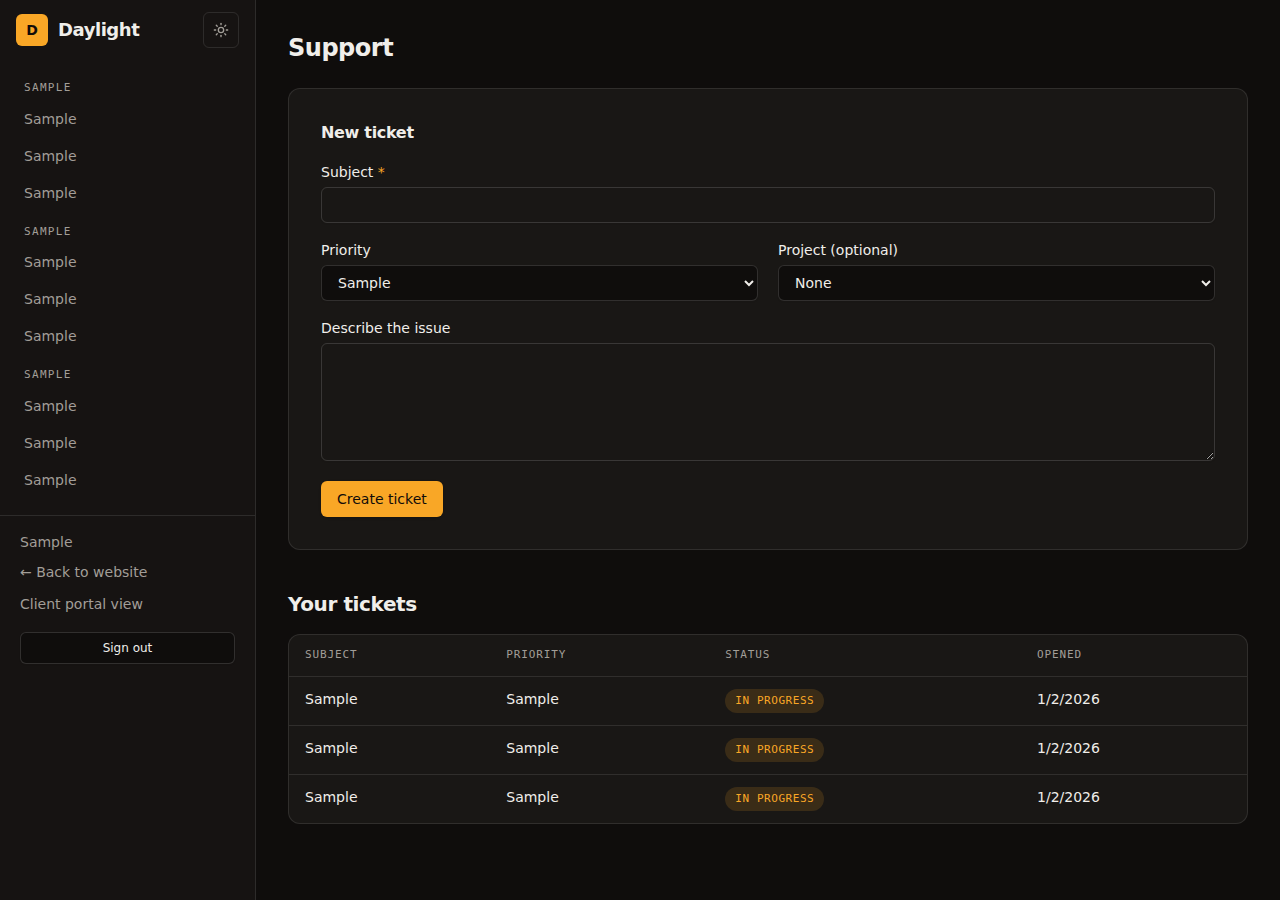 D Daylight
SAMPLE
Sample
Sample
Sample
SAMPLE
Sample
Sample
Sample
SAMPLE
Sample
Sample
Sample
Sample
← Back to website
Client portal view
Sign out
Support
New ticket
Subject *
Priority Project (optional)
Sample None
Describe the issue
Create ticket
Your tickets
SUBJECT PRIORITY STATUS OPENED
Sample Sample IN PROGRESS 1/2/2026
Sample Sample IN PROGRESS 1/2/2026
Sample Sample IN PROGRESS 1/2/2026